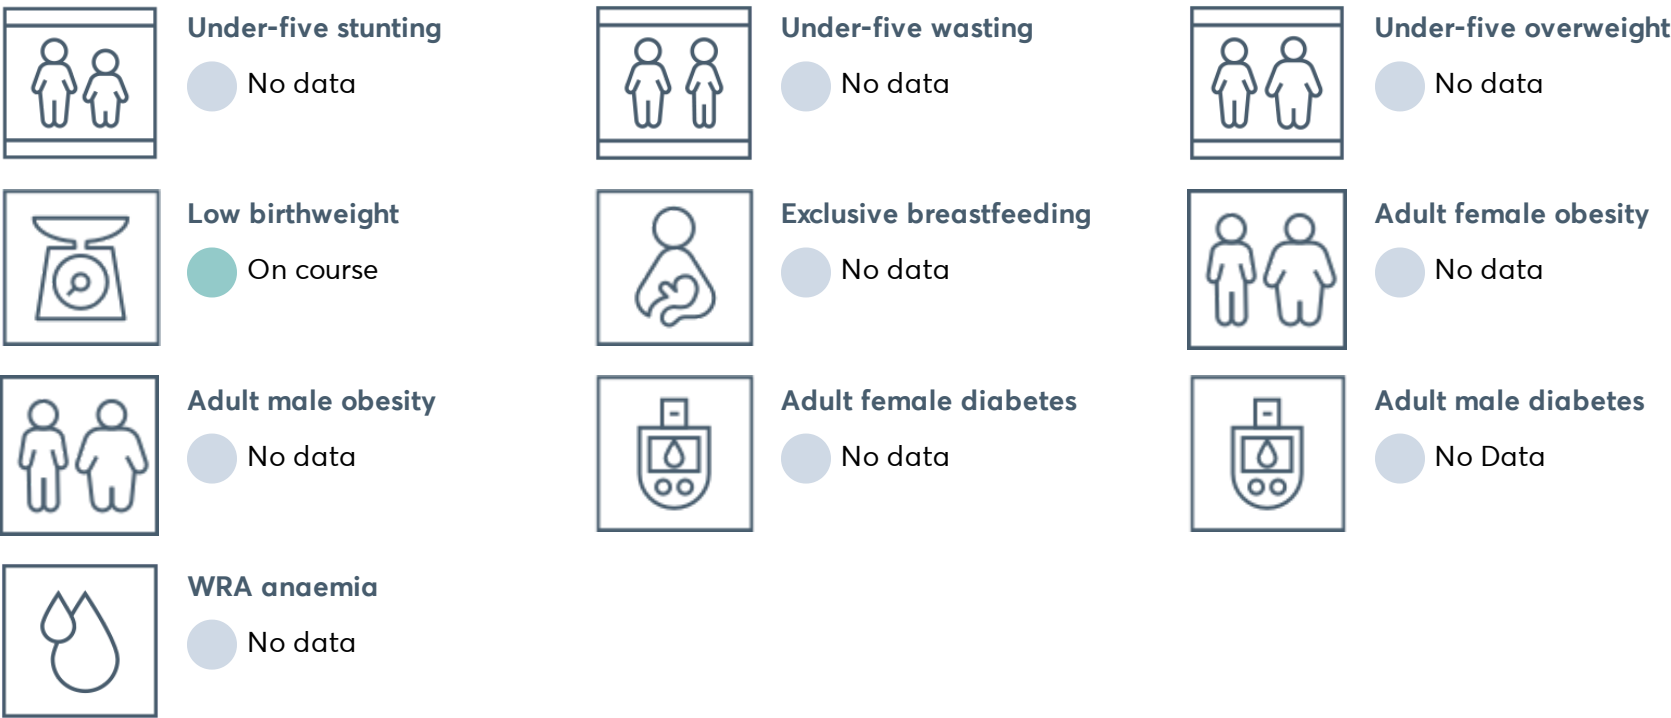 Under-five stunting
No data
Under-five wasting
No data
Under-five overweight
No data
Low birthweight
On course
Exclusive breastfeeding
No data
Adult female obesity
No data
Adult male obesity
No data
Adult female diabetes
No data
Adult male diabetes
No Data
WRA anaemia
No data